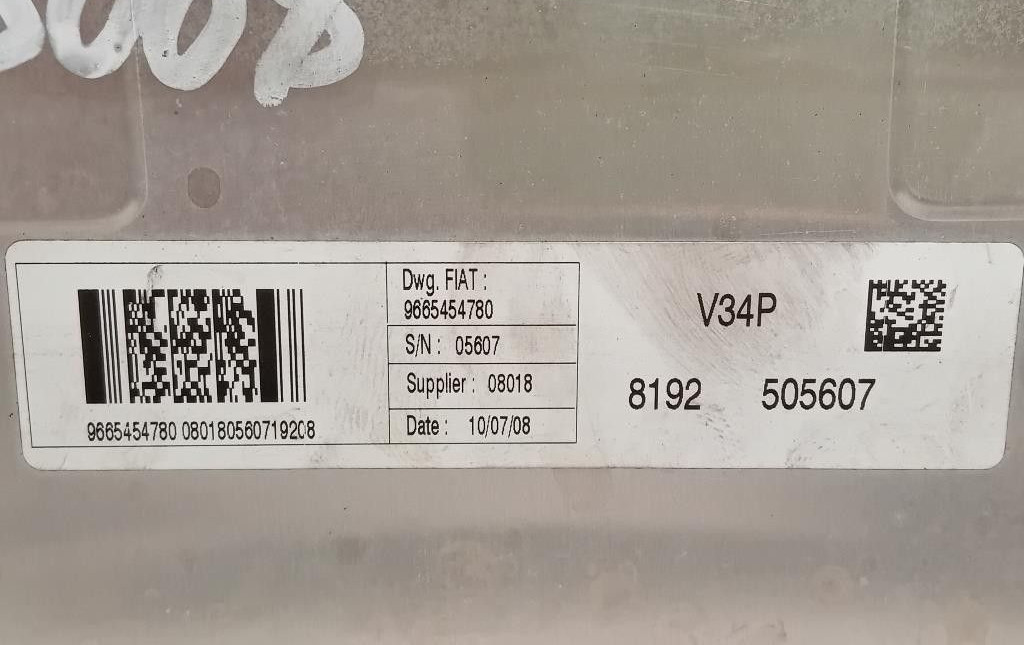 Dwg. FIAT :
9665454780
S/N : 05607
Supplier : 08018
Date : 10/07/08
9665454780 080180560719208
V34P
8192 505607